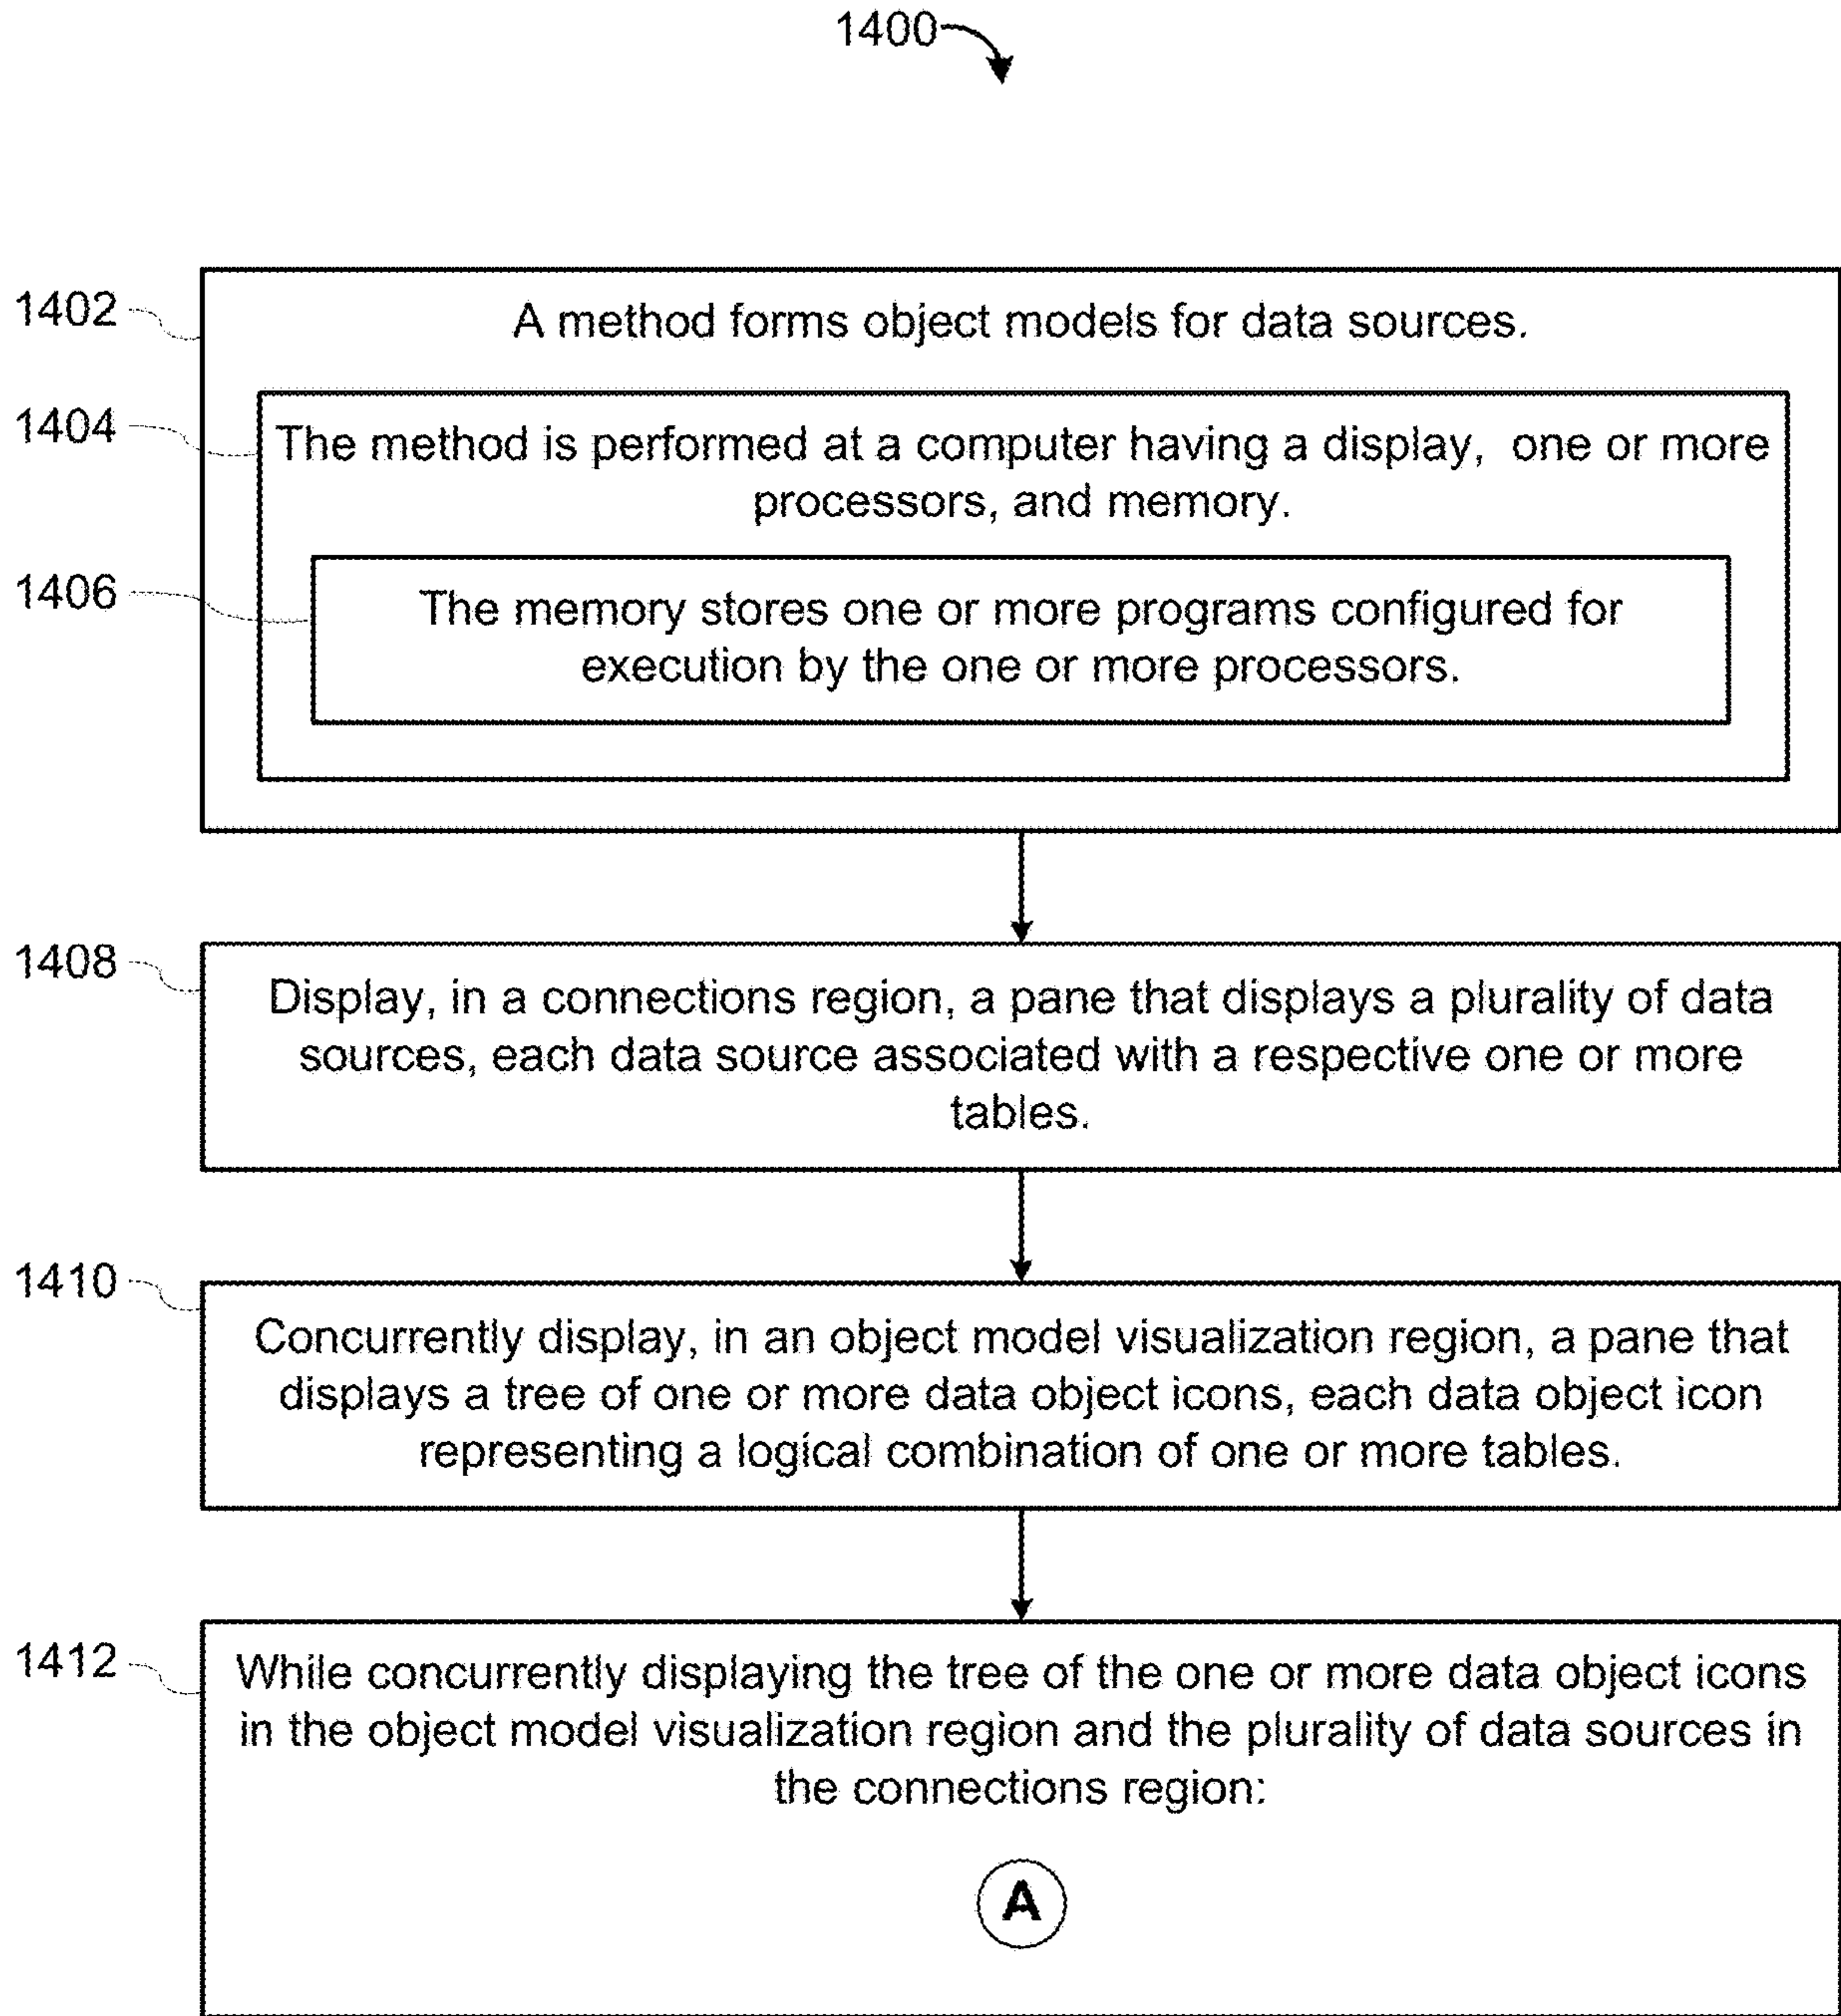 1400
1402
A method forms object models for data sources.
1404
The method is performed at a computer having a display, one or more
processors, and memory.
1406
The memory stores one or more programs configured for
execution by the one or more processors.
1408
Display, in a connections region, a pane that displays a plurality of data
sources, each data source associated with a respective one or more
tables.
1410
Concurrently display, in an object model visualization region, a pane that
displays a tree of one or more data object icons, each data object icon
representing a logical combination of one or more tables.
1412
While concurrently displaying the tree of the one or more data object icons
in the object model visualization region and the plurality of data sources in
the connections region:
A